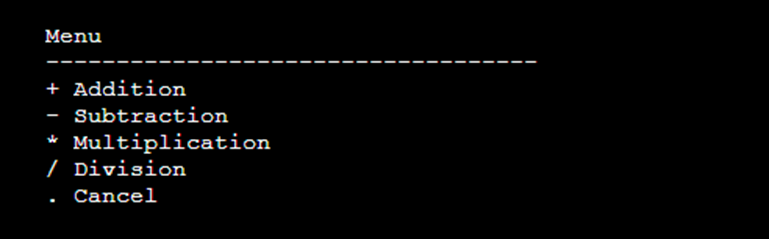 Menu
-----------------------------------
+ Addition
- Subtraction
* Multiplication
/ Division
. Cancel